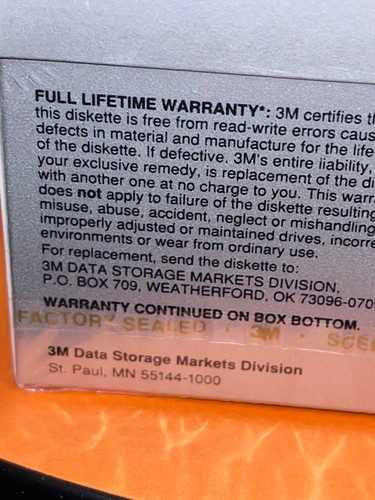 FULL LIFETIME WARRANTY*: 3M certifies
this diskette is free from read-write errors
defects in material and manufacture for the life
of the diskette. If defective. 3M's entire liability,
your exclusive remedy, is replacement of the
with another one at no charge to you. This
does not apply to failure of the diskette resulting
misuse, abuse, accident, neglect or mishandling
improperly adjusted or maintained drives,
environments or wear from ordinary use.
For replacement, send the diskette to:
3M DATA STORAGE MARKETS DIVISION,
P.O. BOX 709, WEATHERFORD, OK 73096-070
WARRANTY CONTINUED ON BOX BOTTOM.
FACTORY SEALED · 3M ·
3M Data Storage Markets Division
St. Paul, MN 55144-1000